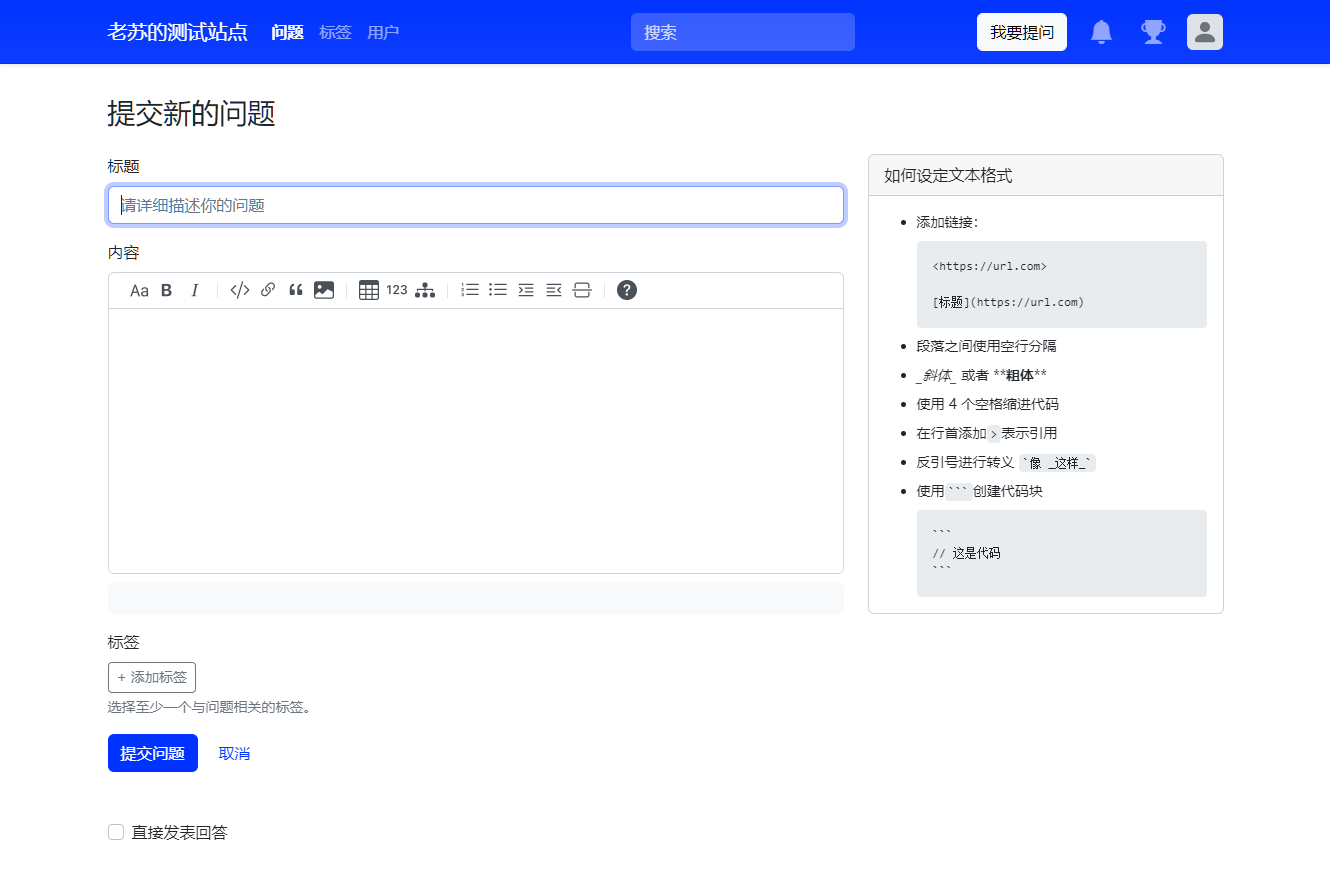 老苏的测试站点 问题 标签 用户 搜索 我要提问
提交新的问题
标题
请详细描述你的问题
内容
Aa B I </> “ 123 ?
标签
+ 添加标签
选择至少一个与问题相关的标签。
提交问题 取消
直接发表回答
如何设定文本格式
添加链接：
<https://url.com>
[标题](https://url.com)
段落之间使用空行分隔
_斜体_ 或者 **粗体**
使用 4 个空格缩进代码
在行首添加 > 表示引用
反引号进行转义 `像 _这样_`
使用 ``` 创建代码块
```
// 这是代码
```